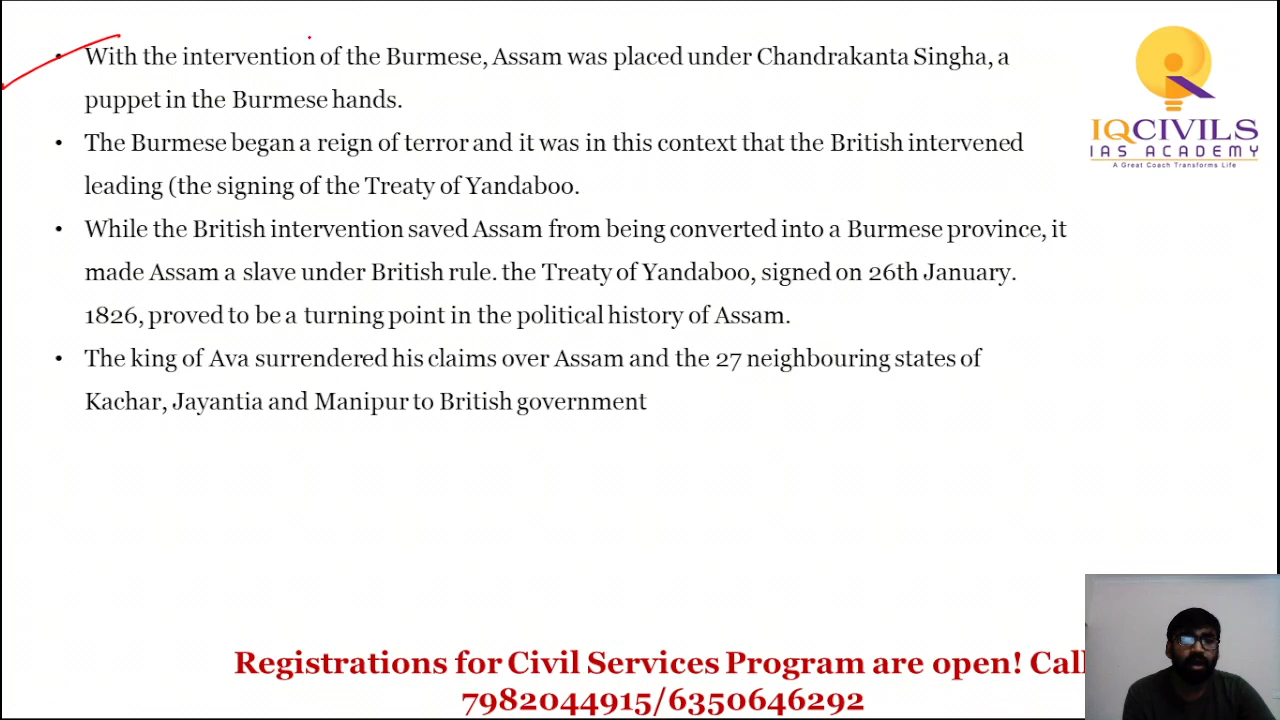 • With the intervention of the Burmese, Assam was placed under Chandrakanta Singha, a
puppet in the Burmese hands.
• The Burmese began a reign of terror and it was in this context that the British intervened
leading (the signing of the Treaty of Yandaboo.
• While the British intervention saved Assam from being converted into a Burmese province, it
made Assam a slave under British rule. the Treaty of Yandaboo, signed on 26th January.
1826, proved to be a turning point in the political history of Assam.
• The king of Ava surrendered his claims over Assam and the 27 neighbouring states of
Kachar, Jayantia and Manipur to British government
IQCIVILS
IAS ACADEMY
A Great Coach Transforms Life
Registrations for Civil Services Program are open! Call
7982044915/6350646292